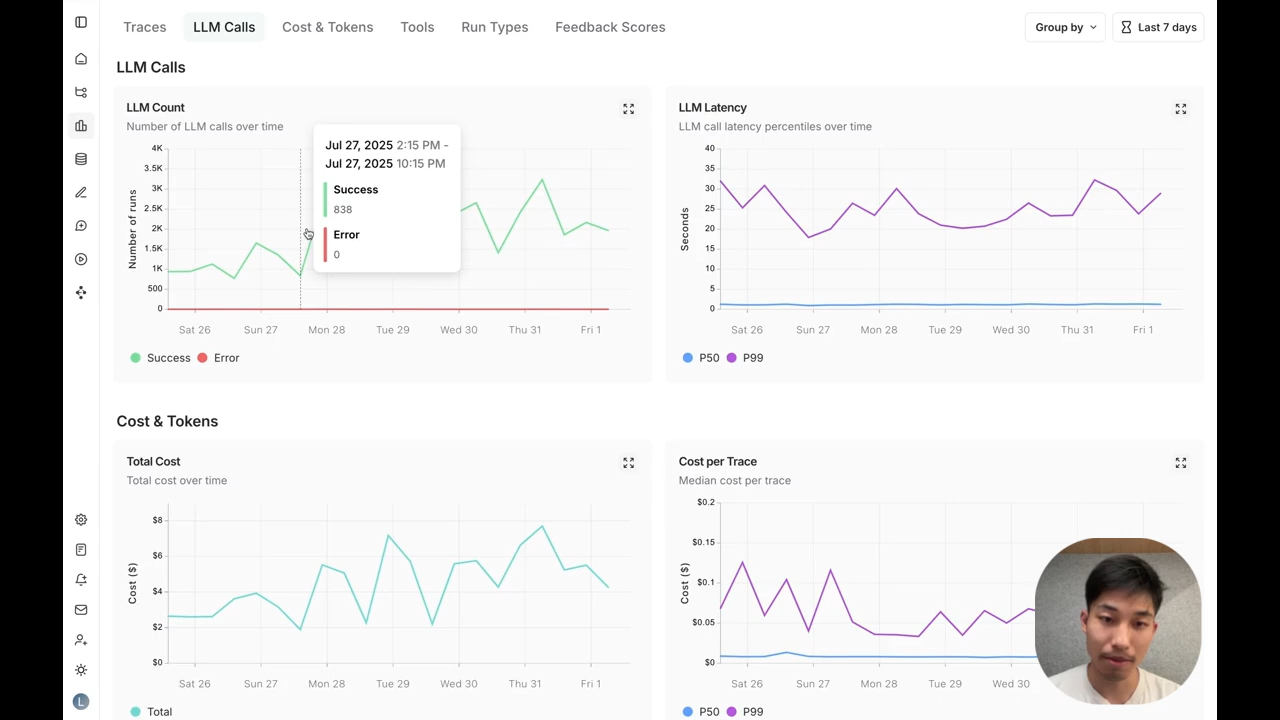 Traces LLM Calls Cost & Tokens Tools Run Types Feedback Scores Group by Last 7 days
LLM Calls
LLM Count
Number of LLM calls over time
4K
3.5K
3K
2.5K
2K
1.5K
1K
500
0
Number of runs
Sat 26 Sun 27 Mon 28 Tue 29 Wed 30 Thu 31 Fri 1
Success Error
Jul 27, 2025 2:15 PM -
Jul 27, 2025 10:15 PM
Success
838
Error
0
LLM Latency
LLM call latency percentiles over time
40
35
30
25
20
15
10
5
0
Seconds
Sat 26 Sun 27 Mon 28 Tue 29 Wed 30 Thu 31 Fri 1
P50 P99
Cost & Tokens
Total Cost
Total cost over time
$8
$6
$4
$2
$0
Cost ($)
Sat 26 Sun 27 Mon 28 Tue 29 Wed 30 Thu 31 Fri 1
Total
Cost per Trace
Median cost per trace
$0.2
$0.15
$0.1
$0.05
$0
Cost ($)
Sat 26 Sun 27 Mon 28 Tue 29 Wed 30
P50 P99
L